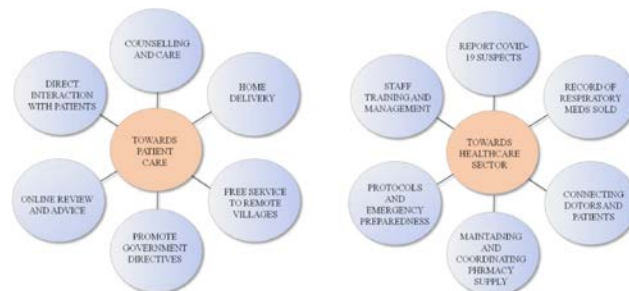 COUNSELLING
AND CARE
DIRECT
INTERACTION
WITH PATIENTS
HOME
DELIVERY
TOWARDS
PATIENT
CARE
ONLINE REVIEW
AND ADVICE
FREE SERVICE
TO REMOTE
VILLAGES
PROMOTE
GOVERNMENT
DIRECTIVES
REPORT COVID-
19 SUSPECTS
STAFF
TRAINING AND
MANAGEMENT
RECORD OF
RESPIRATORY
MEDS SOLD
TOWARDS
HEALTHCARE
SECTOR
PROTOCOLS
AND
EMERGENCY
PREPAREDNESS
CONNECTING
DOTORS AND
PATIENTS
MAINTAINING
AND
COORDINATING
PHRMACY
SUPPLY